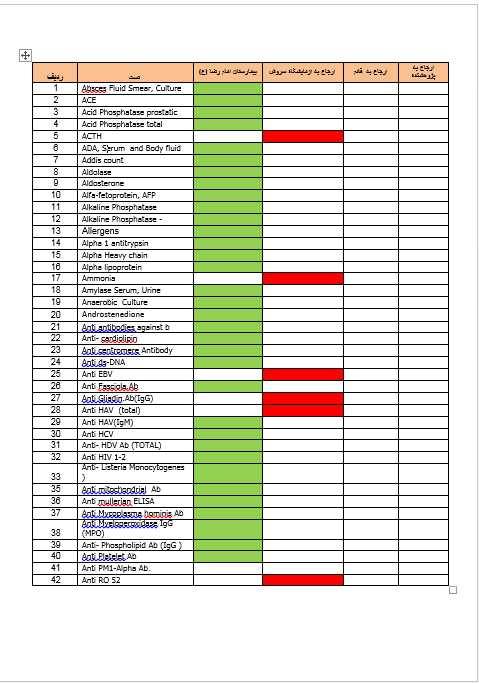 ردیف تست بیمارستان امام رضا (ع) ارجاع به ازمایشگاه سروش ارجاع به قائم ارجاع به پژوهشکده
1 Absces Fluid Smear, Culture
2 ACE
3 Acid Phosphatase prostatic
4 Acid Phosphatase total
5 ACTH
6 ADA, Serum and Body fluid
7 Addis count
8 Aldolase
9 Aldosterone
10 Alfa-fetoprotein, AFP
11 Alkaline Phosphatase
12 Alkaline Phosphatase -
13 Allergens
14 Alpha 1 antitrypsin
15 Alpha Heavy chain
16 Alpha lipoprotein
17 Ammonia
18 Amylase Serum, Urine
19 Anaerobic Culture
20 Androstenedione
21 Anti antibodies against b
22 Anti- cardiolipin
23 Anti centromere Antibody
24 Anti ds-DNA
25 Anti EBV
26 Anti Fasciola Ab
27 Anti Gliadin Ab(IgG)
28 Anti HAV (total)
29 Anti HAV(IgM)
30 Anti HCV
31 Anti- HDV Ab (TOTAL)
32 Anti HIV 1-2
33 Anti- Listeria Monocytogenes
)
35 Anti mitochondrial Ab
36 Anti mullerian ELISA
37 Anti Mycoplasma hominis Ab
38 Anti Myeloperoxidase IgG
(MPO)
39 Anti- Phospholipid Ab (IgG )
40 Anti Platelet Ab
41 Anti PM1-Alpha Ab.
42 Anti RO 52